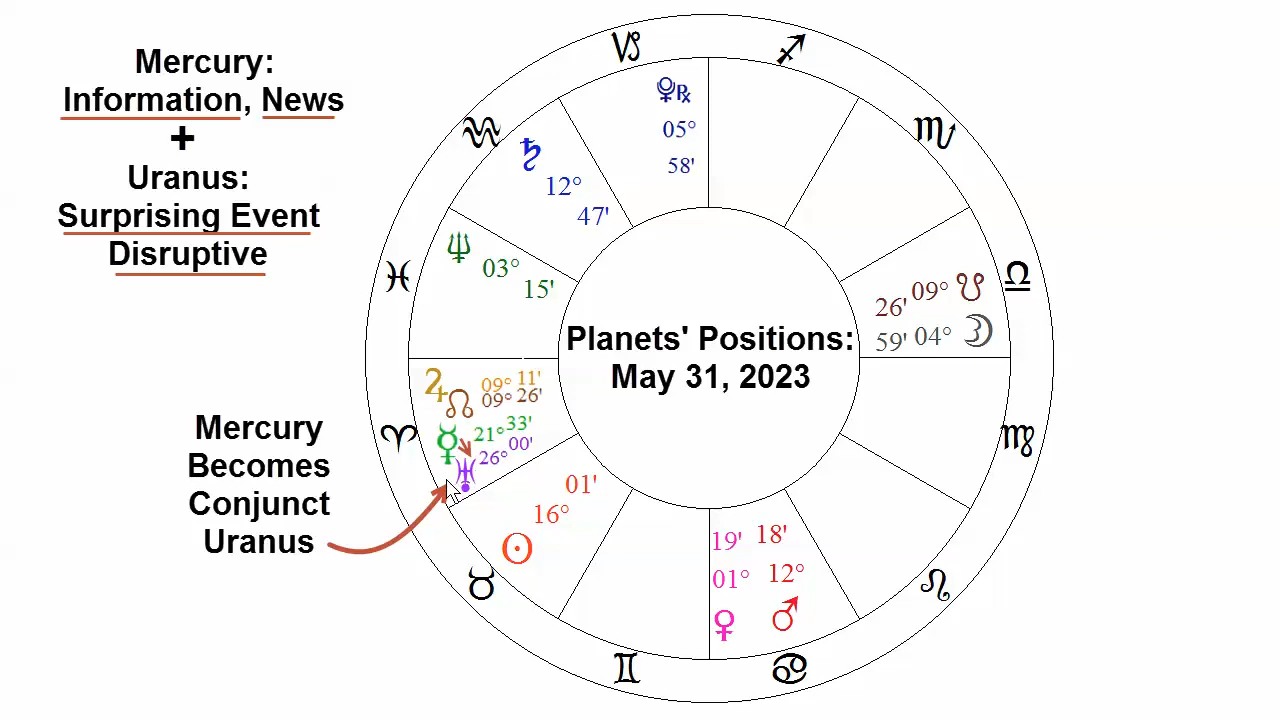 Mercury:
Information, News
+
Uranus:
Surprising Event
Disruptive
Mercury
Becomes
Conjunct
Uranus
Planets' Positions:
May 31, 2023
♑
♐
♏
♎
♍
♌
♋
♊
♉
♈
♓
♒
♇℞
05°
58'
♄
12°
47'
♆ 03°
15'
♃ 09° 11'
☊ 09° 26'
☿ 21° 33'
♅ 26° 00'
01'
16°
☉
19' 18'
01° 12°
♀ ♂
26' 09° ☋
59' 04° ☽